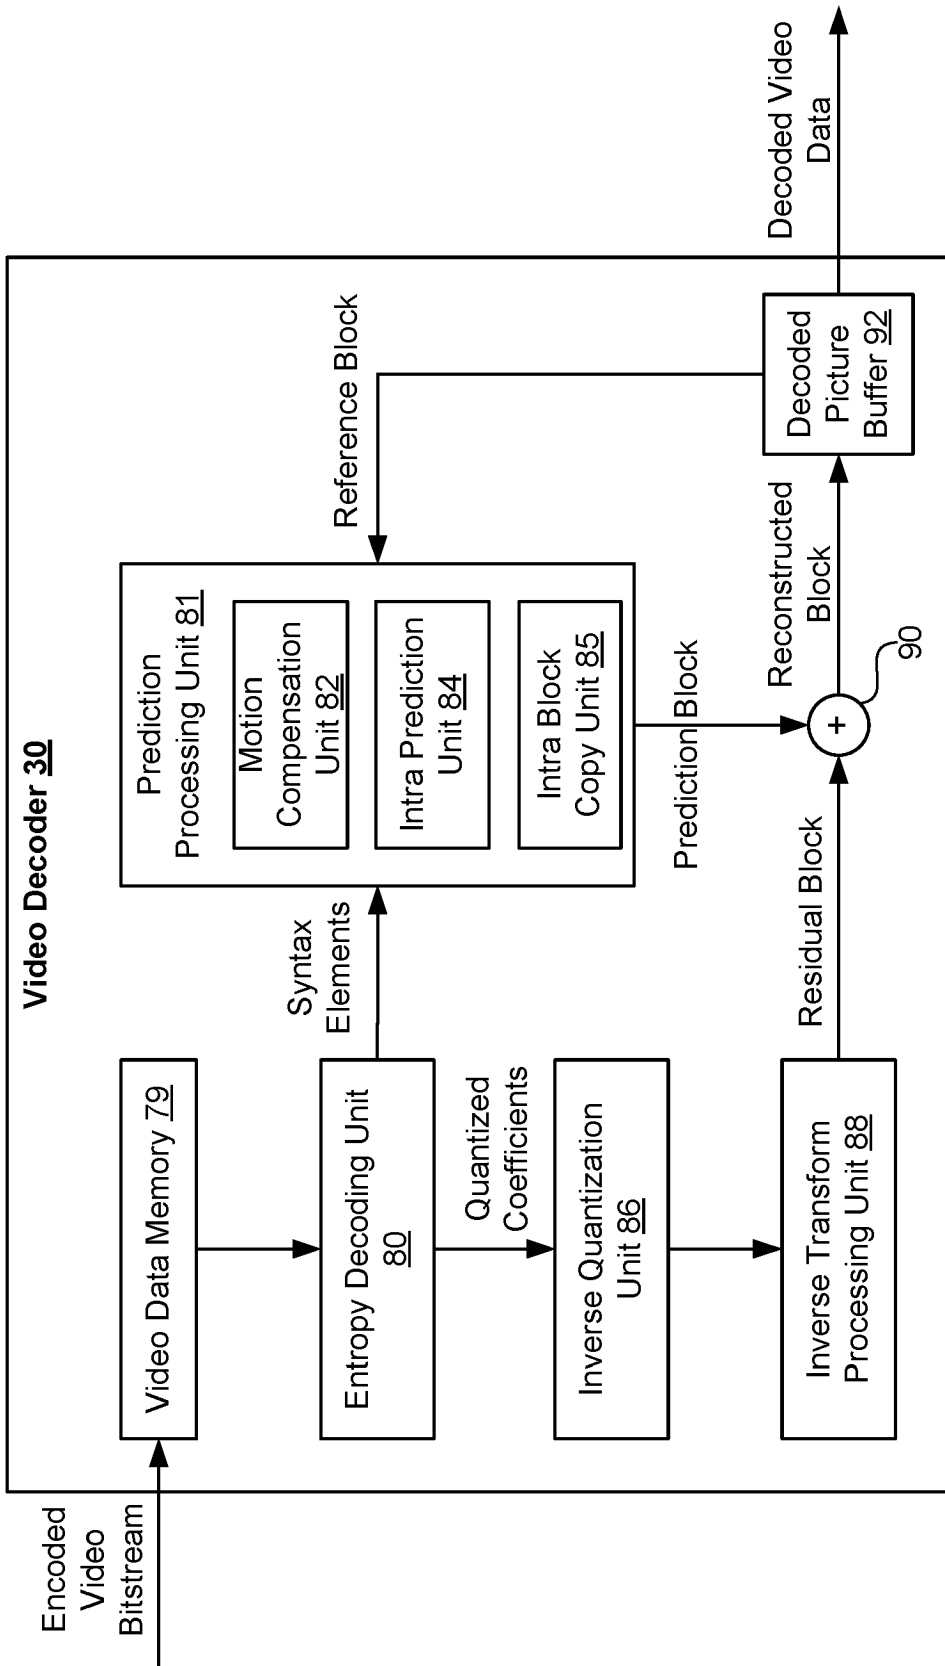 Video Decoder 30
Encoded
Video
Bitstream
Video Data Memory 79
Entropy Decoding Unit
80
Syntax
Elements
Quantized
Coefficients
Inverse Quantization
Unit 86
Inverse Transform
Processing Unit 88
Prediction
Processing Unit 81
Motion
Compensation
Unit 82
Intra Prediction
Unit 84
Intra Block
Copy Unit 85
Reference Block
Prediction Block
Residual Block
+
90
Reconstructed
Block
Decoded
Picture
Buffer 92
Decoded Video
Data